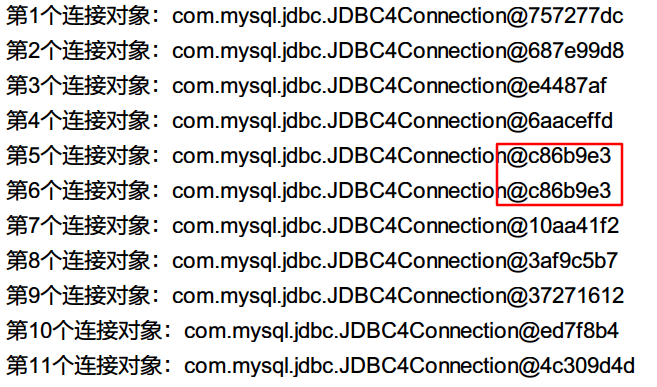 第1个连接对象：com.mysql.jdbc.JDBC4Connection@757277dc
第2个连接对象：com.mysql.jdbc.JDBC4Connection@687e99d8
第3个连接对象：com.mysql.jdbc.JDBC4Connection@e4487af
第4个连接对象：com.mysql.jdbc.JDBC4Connection@6aaceffd
第5个连接对象：com.mysql.jdbc.JDBC4Connection@c86b9e3
第6个连接对象：com.mysql.jdbc.JDBC4Connection@c86b9e3
第7个连接对象：com.mysql.jdbc.JDBC4Connection@10aa41f2
第8个连接对象：com.mysql.jdbc.JDBC4Connection@3af9c5b7
第9个连接对象：com.mysql.jdbc.JDBC4Connection@37271612
第10个连接对象：com.mysql.jdbc.JDBC4Connection@ed7f8b4
第11个连接对象：com.mysql.jdbc.JDBC4Connection@4c309d4d